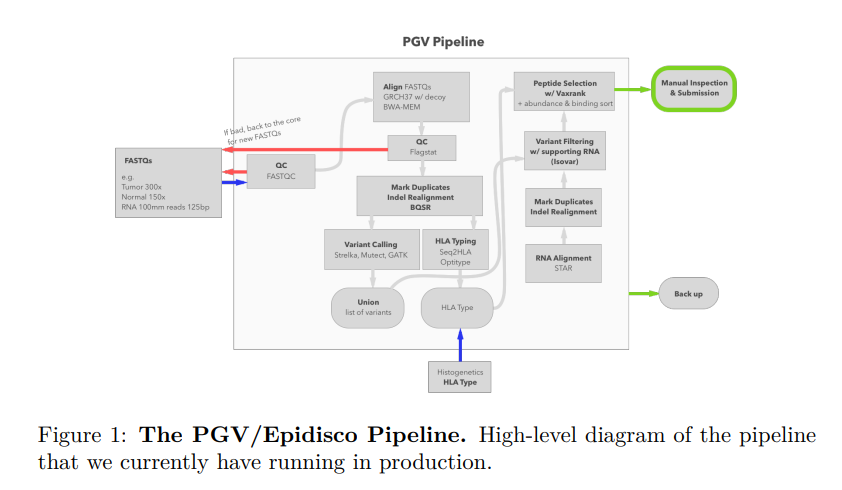 PGV Pipeline
Align FASTQs
GRCH37 w/ decoy
BWA-MEM
Peptide Selection
w/ Vaxrank
+ abundance & binding sort
Manual Inspection
& Submission
If bad, back to the core
for new FASTQs
QC
Flagstat
Variant Filtering
w/ supporting RNA
(Isovar)
FASTQs
e.g.
Tumor 300x
Normal 150x
RNA 100mm reads 125bp
QC
FASTQC
Mark Duplicates
Indel Realignment
BQSR
Mark Duplicates
Indel Realignment
Variant Calling
Strelka, Mutect, GATK
HLA Typing
Seq2HLA
Optitype
RNA Alignment
STAR
Union
list of variants
HLA Type
Back up
Histogenetics
HLA Type
Figure 1: The PGV/Epidisco Pipeline. High-level diagram of the pipeline
that we currently have running in production.